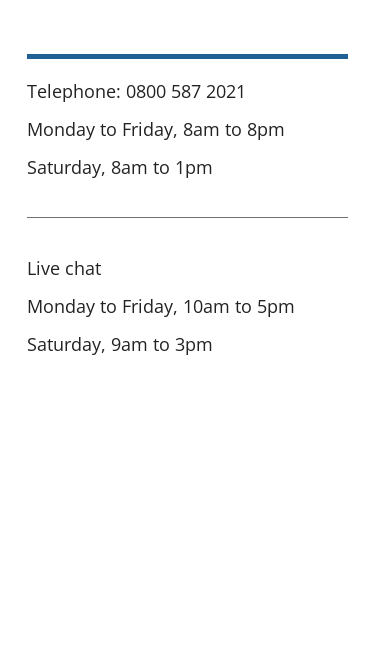 Telephone: 0800 587 2021
Monday to Friday, 8am to 8pm
Saturday, 8am to 1pm
Live chat
Monday to Friday, 10am to 5pm
Saturday, 9am to 3pm